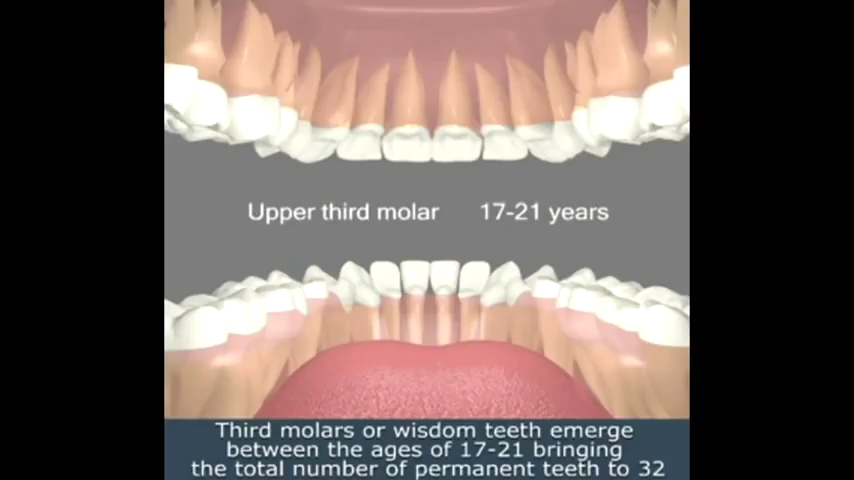 Upper third molar 17-21 years
Third molars or wisdom teeth emerge
between the ages of 17-21 bringing
the total number of permanent teeth to 32